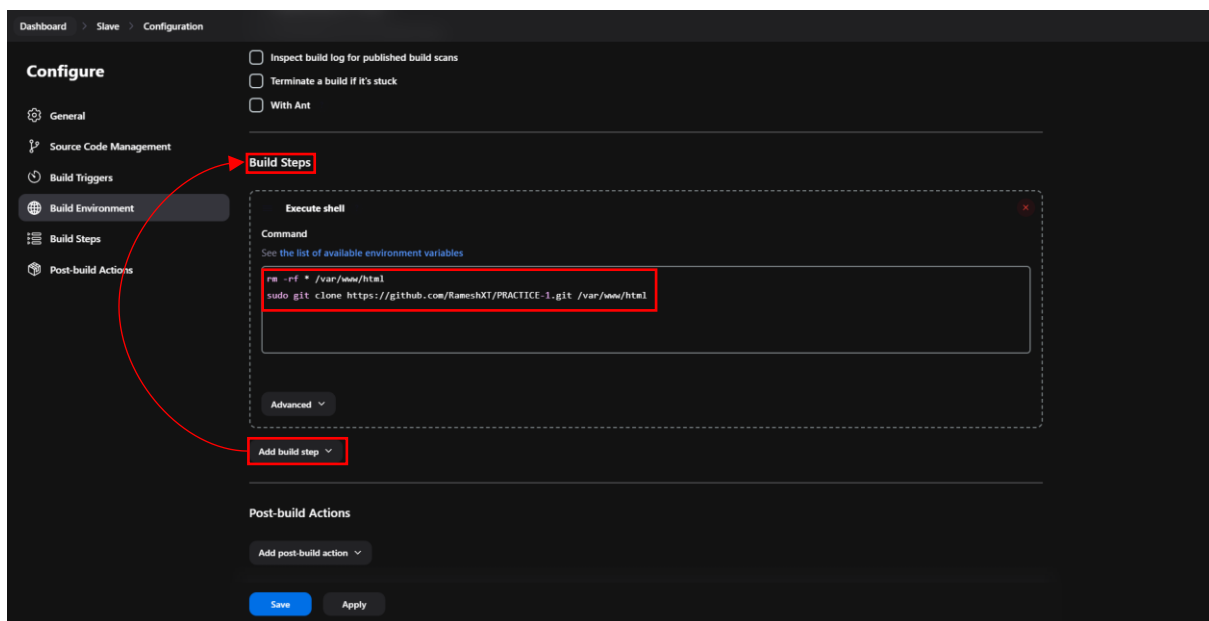 Dashboard > Slave > Configuration
Configure
General
Source Code Management
Build Triggers
Build Environment
Build Steps
Post-build Actions
Inspect build log for published build scans
Terminate a build if it's stuck
With Ant
Build Steps
Execute shell
Command
See the list of available environment variables
rm -rf * /var/www/html
sudo git clone https://github.com/RameshXT/PRACTICE-1.git /var/www/html
Advanced
Add build step
Post-build Actions
Add post-build action
Save
Apply